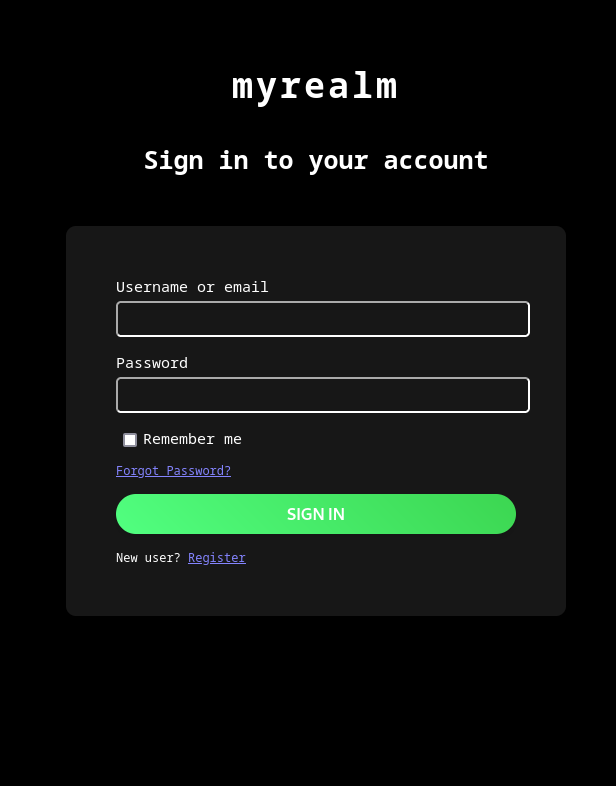 myrealm
Sign in to your account
Username or email
Password
Remember me
Forgot Password?
SIGN IN
New user? Register